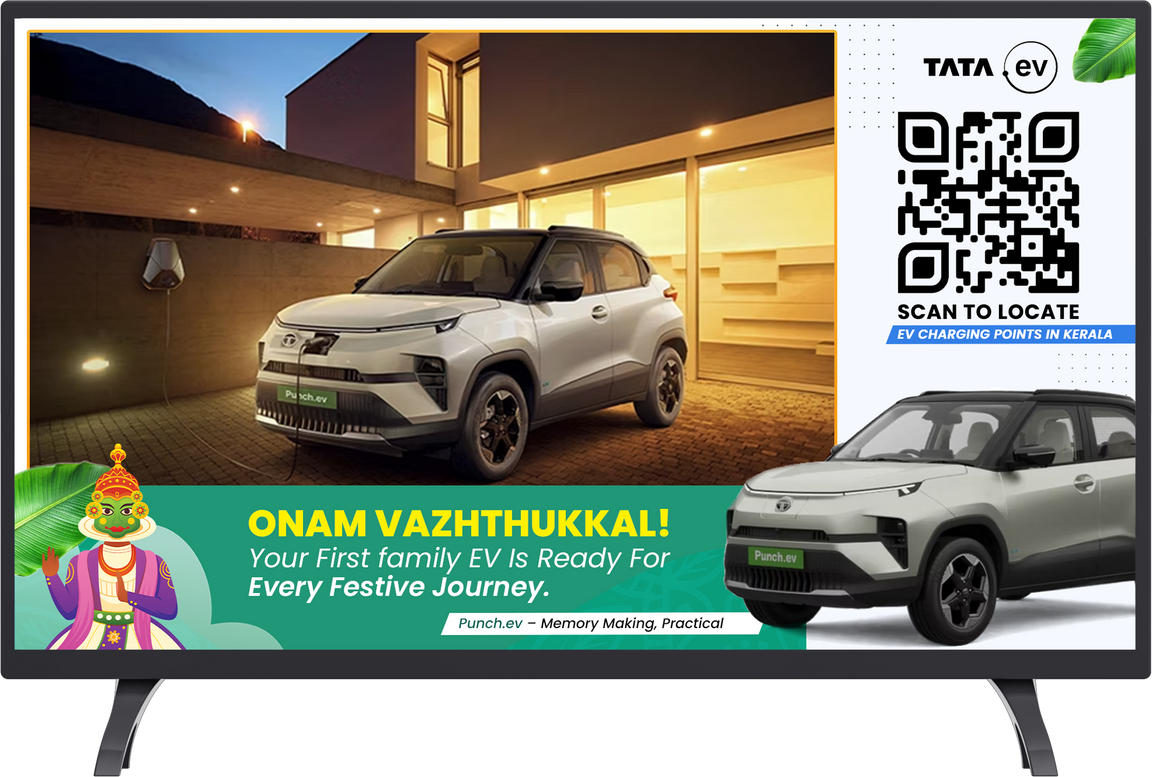 TATA .ev
SCAN TO LOCATE
EV CHARGING POINTS IN KERALA
Punch.ev
ONAM VAZHTHUKKAL!
Your First family EV Is Ready For
Every Festive Journey.
Punch.ev – Memory Making, Practical
Punch.ev